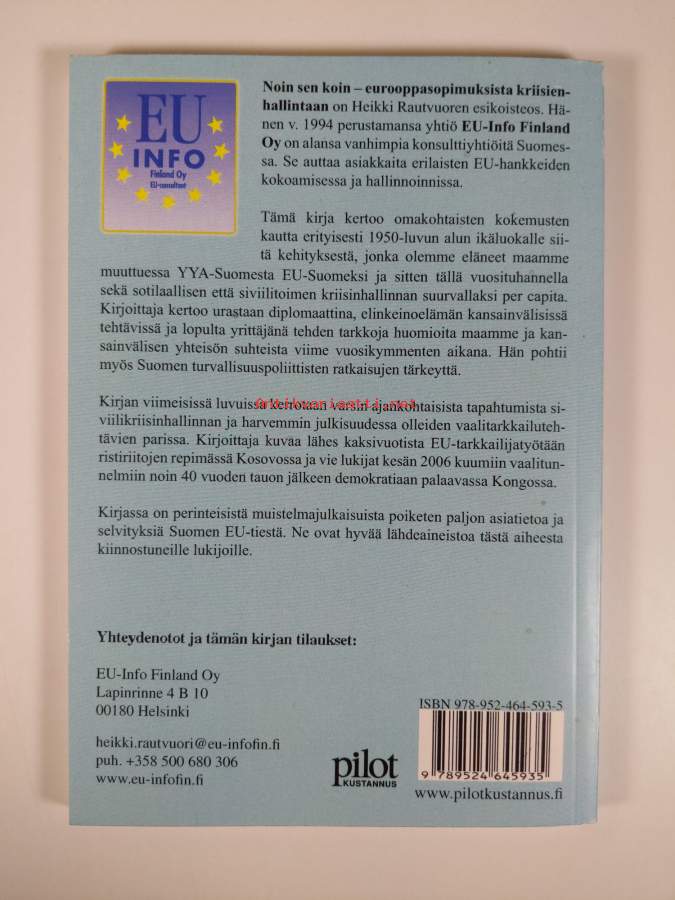 EU
INFO
Finland Oy
EU-consultant
Noin sen koin – eurooppasopimuksista kriisien-
hallintaan on Heikki Rautvuoren esikoisteos. Hä-
nen v. 1994 perustamansa yhtiö EU-Info Finland
Oy on alansa vanhimpia konsulttiyhtiöitä Suomes-
sa. Se auttaa asiakkaita erilaisten EU-hankkeiden
kokoamisessa ja hallinnoinnissa.
Tämä kirja kertoo omakohtaisten kokemusten
kautta erityisesti 1950-luvun alun ikäluokalle sii-
tä kehityksestä, jonka olemme eläneet maamme
muuttuessa YYA-Suomesta EU-Suomeksi ja sitten tällä vuosituhannella
sekä sotilaallisen että siviilitoimen kriisinhallinnan suurvallaksi per capita.
Kirjoittaja kertoo urastaan diplomaattina, elinkeinoelämän kansainvälisissä
tehtävissä ja lopulta yrittäjänä tehden tarkkoja huomioita maamme ja kan-
sainvälisen yhteisön suhteista viime vuosikymmenten aikana. Hän pohtii
myös Suomen turvallisuuspoliittisten ratkaisujen tärkeyttä.
Antikvariaatti.net
Kirjan viimeisissä luvuissa kerrotaan varsin ajankohtaisista tapahtumista si-
viilikriisinhallinnan ja harvemmin julkisuudessa olleiden vaalitarkkailuteh-
tävien parissa. Kirjoittaja kuvaa lähes kaksivuotista EU-tarkkailijatyötään
ristiriitojen repimässä Kosovossa ja vie lukijat kesän 2006 kuumiin vaalitun-
nelmiin noin 40 vuoden tauon jälkeen demokratiaan palaavassa Kongossa.
Kirjassa on perinteisistä muistelmajulkaisuista poiketen paljon asiatietoa ja
selvityksiä Suomen EU-tiestä. Ne ovat hyvää lähdeaineistoa tästä aiheesta
kiinnostuneille lukijoille.
Yhteydenotot ja tämän kirjan tilaukset:
EU-Info Finland Oy
Lapinrinne 4 B 10
00180 Helsinki
heikki.rautvuori@eu-infofin.fi
puh. +358 500 680 306
www.eu-infofin.fi
pilot
KUSTANNUS
ISBN 978-952-464-593-5
9 789524 645935
www.pilotkustannus.fi